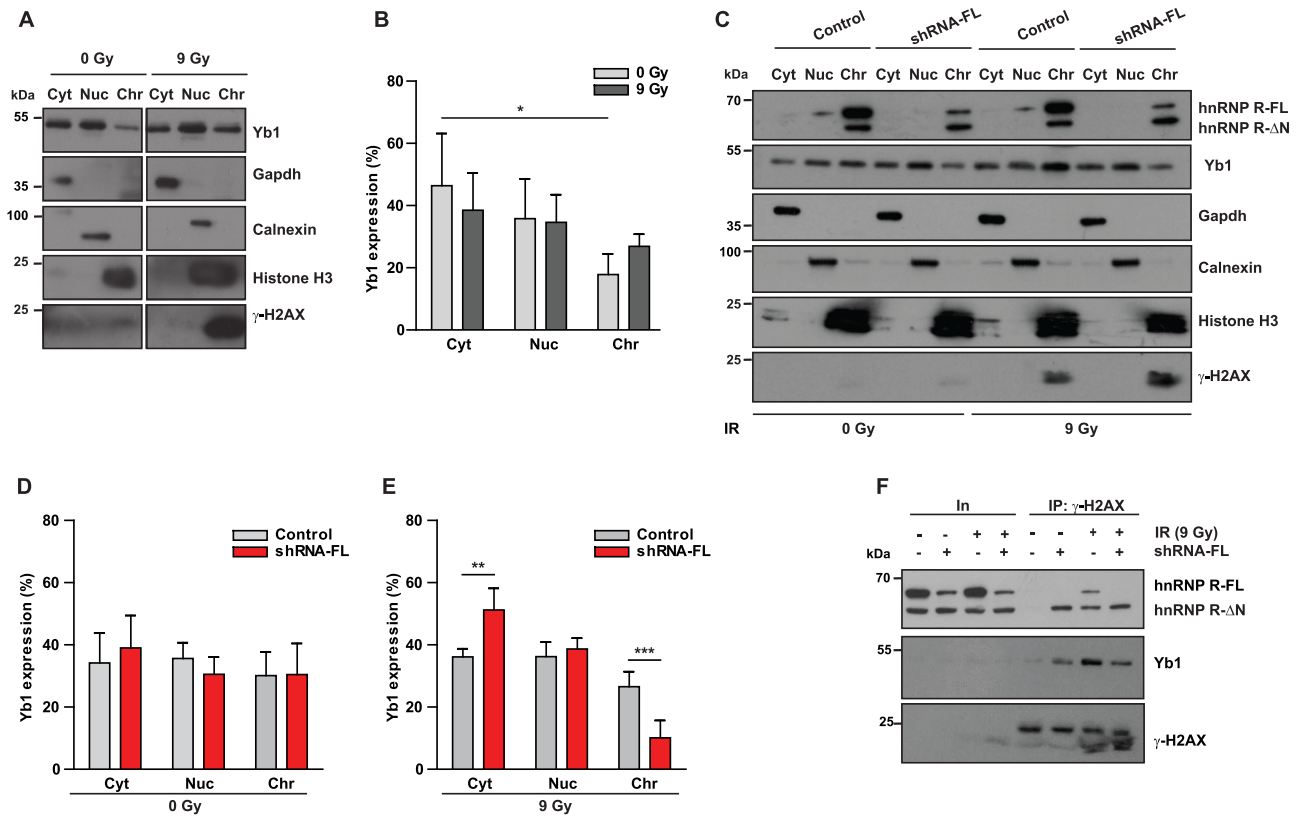 A
0 Gy 9 Gy
kDa Cyt Nuc Chr Cyt Nuc Chr
55
Yb1
Gapdh
35
100
Calnexin
25
Histone H3
25
γ-H2AX
B
80
60
40
20
0
Yb1 expression (%)
0 Gy
9 Gy
*
Cyt Nuc Chr
C
Control shRNA-FL Control shRNA-FL
kDa Cyt Nuc Chr Cyt Nuc Chr Cyt Nuc Chr Cyt Nuc Chr
70
hnRNP R-FL
hnRNP R-ΔN
55
Yb1
Gapdh
35
100
Calnexin
25
Histone H3
25
γ-H2AX
IR 0 Gy 9 Gy
D
80
60
40
20
0
Yb1 expression (%)
Control
shRNA-FL
Cyt Nuc Chr
0 Gy
E
80
60
40
20
0
Yb1 expression (%)
Control
shRNA-FL
** ***
Cyt Nuc Chr
9 Gy
F
In IP: γ-H2AX
- - + + - - + + IR (9 Gy)
kDa - + - + - + - + shRNA-FL
70
hnRNP R-FL
hnRNP R-ΔN
55
Yb1
25
γ-H2AX